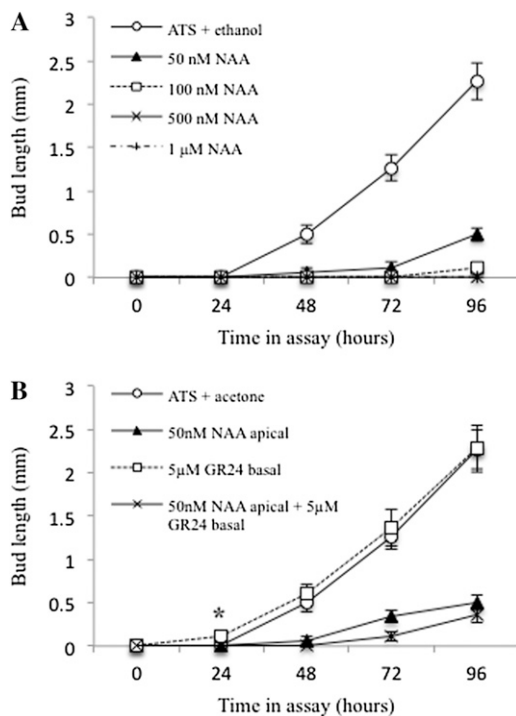 A
3
2.5
2
1.5
1
0.5
0
Bud length (mm)
ATS + ethanol
50 nM NAA
100 nM NAA
500 nM NAA
1 µM NAA
0 24 48 72 96
Time in assay (hours)
B
3
2.5
2
1.5
1
0.5
0
Bud length (mm)
ATS + acetone
50nM NAA apical
5µM GR24 basal
50nM NAA apical + 5µM
GR24 basal
*
0 24 48 72 96
Time in assay (hours)